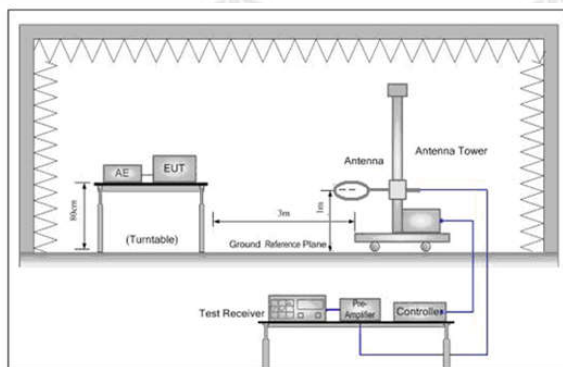 Antenna Tower
Antenna
AE
EUT
80cm
3m
1m
(Turntable)
Ground Reference Plane
Test Receiver
Pre-
Amplifier
Controller